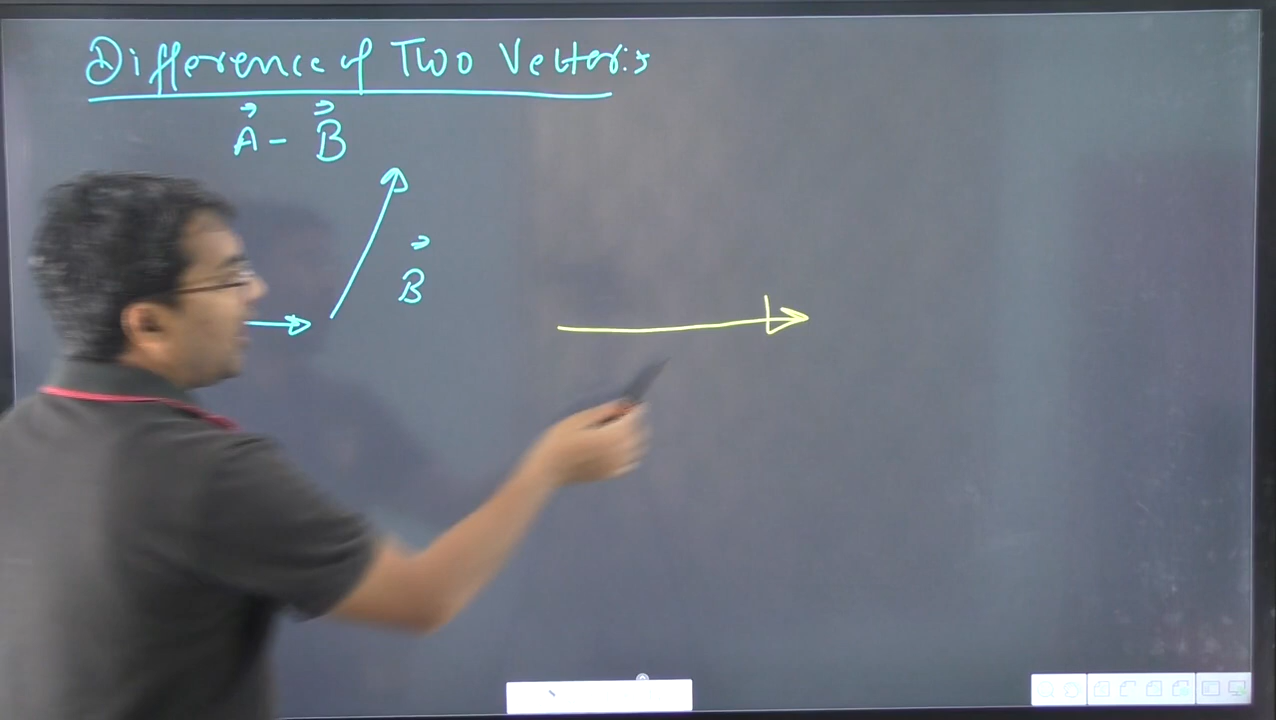 Difference of Two Vectors
A⃗ - B⃗
B⃗